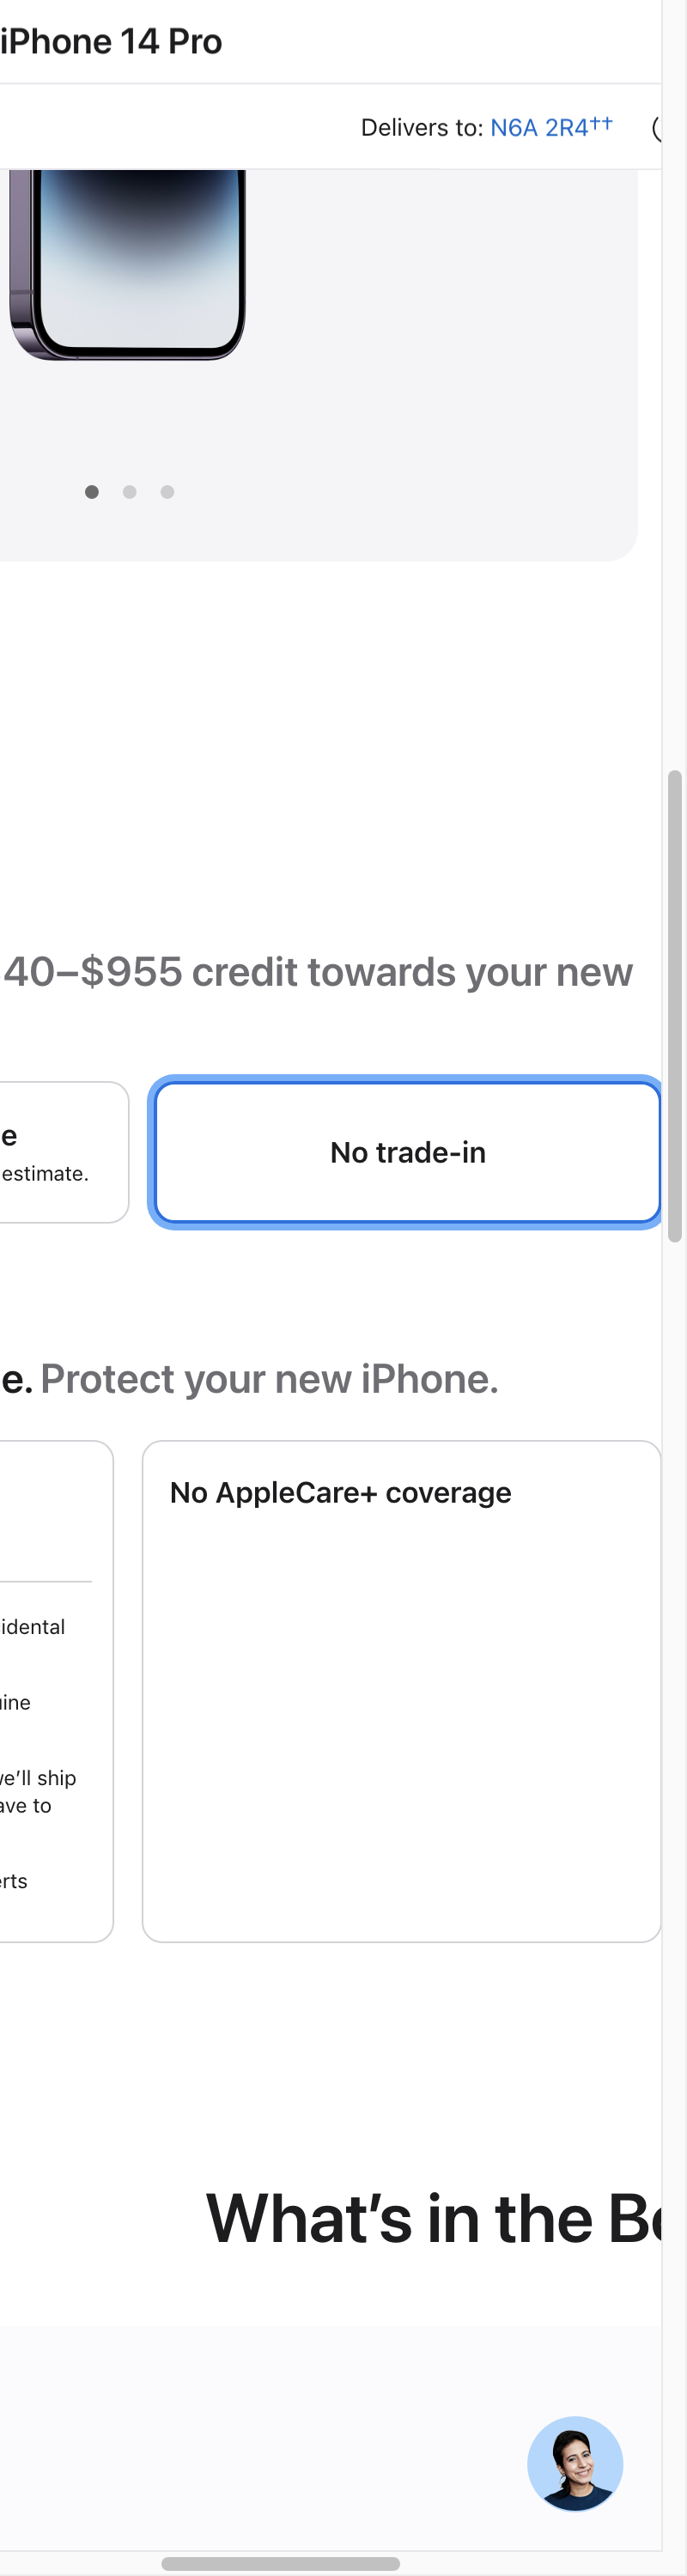 iPhone 14 Pro
Delivers to: N6A 2R4††
40–$955 credit towards your new
e
estimate.
No trade-in
e. Protect your new iPhone.
No AppleCare+ coverage
idental
ine
e’ll ship
ave to
rts
What’s in the B